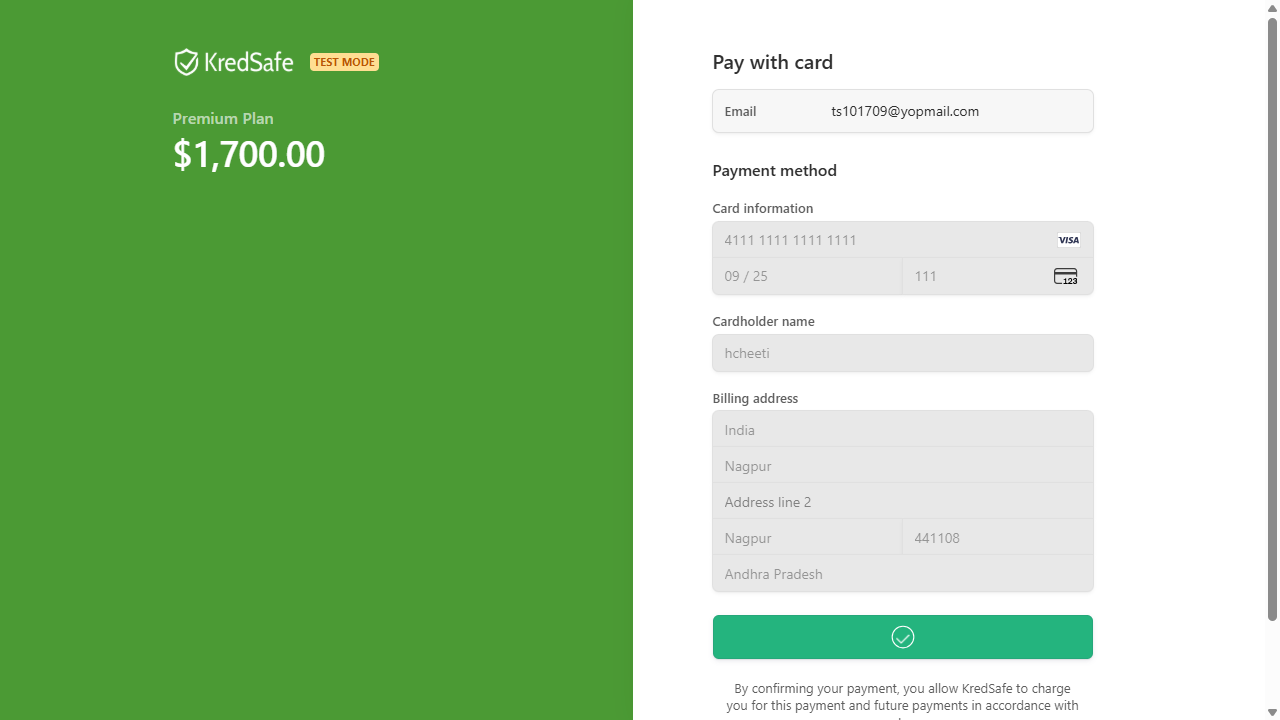 KredSafe
TEST MODE
Premium Plan
$1,700.00
Pay with card
Email ts101709@yopmail.com
Payment method
Card information
4111 1111 1111 1111 VISA
09 / 25 111 123
Cardholder name
hcheeti
Billing address
India
Nagpur
Address line 2
Nagpur 441108
Andhra Pradesh
By confirming your payment, you allow KredSafe to charge
you for this payment and future payments in accordance with